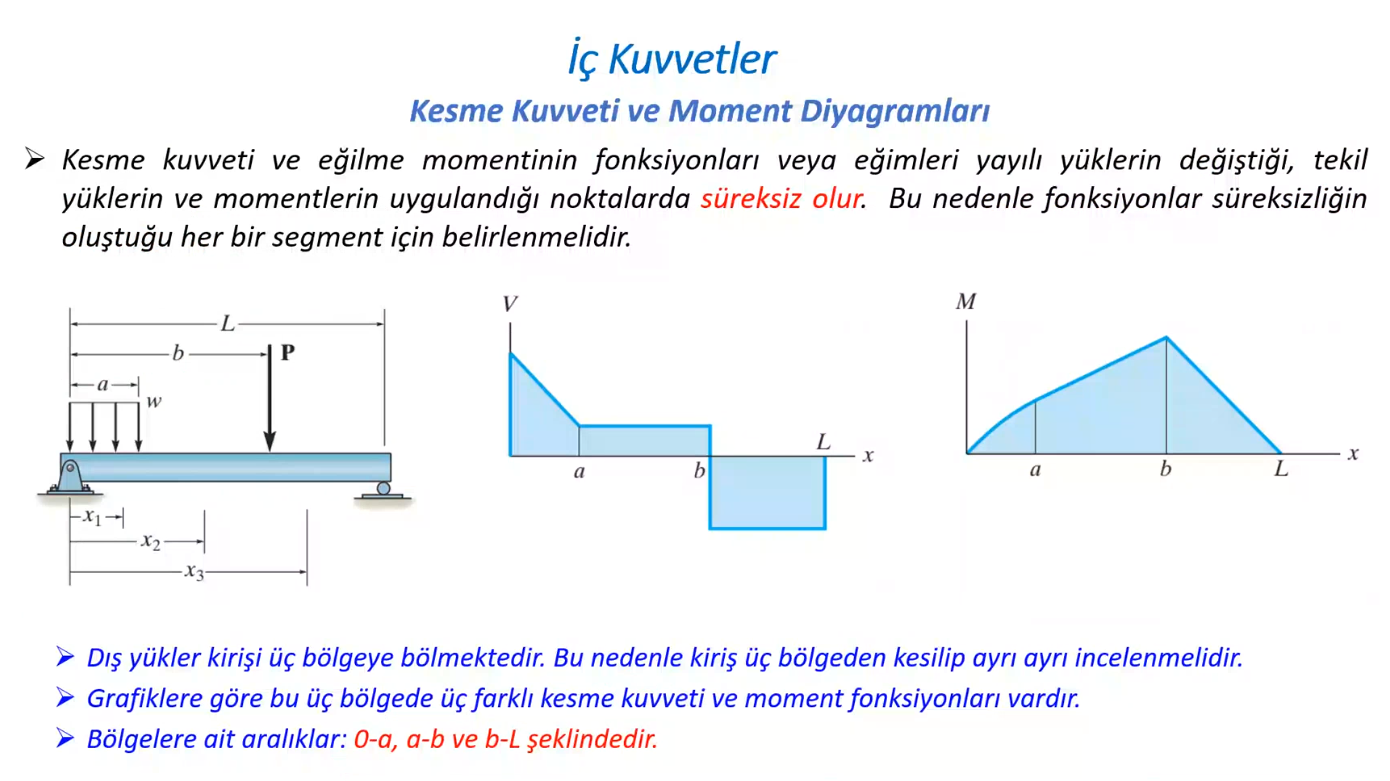 İç Kuvvetler
Kesme Kuvveti ve Moment Diyagramları
➢ Kesme kuvveti ve eğilme momentinin fonksiyonları veya eğimleri yayılı yüklerin değiştiği, tekil
yüklerin ve momentlerin uygulandığı noktalarda süreksiz olur. Bu nedenle fonksiyonlar süreksizliğin
oluştuğu her bir segment için belirlenmelidir.
L
b
P
a
w
x₁
x₂
x₃
V
a
b
L
x
M
a
b
L
x
➢ Dış yükler kirişi üç bölgeye bölmektedir. Bu nedenle kiriş üç bölgeden kesilip ayrı ayrı incelenmelidir.
➢ Grafiklere göre bu üç bölgede üç farklı kesme kuvveti ve moment fonksiyonları vardır.
➢ Bölgelere ait aralıklar: 0-a, a-b ve b-L şeklindedir.